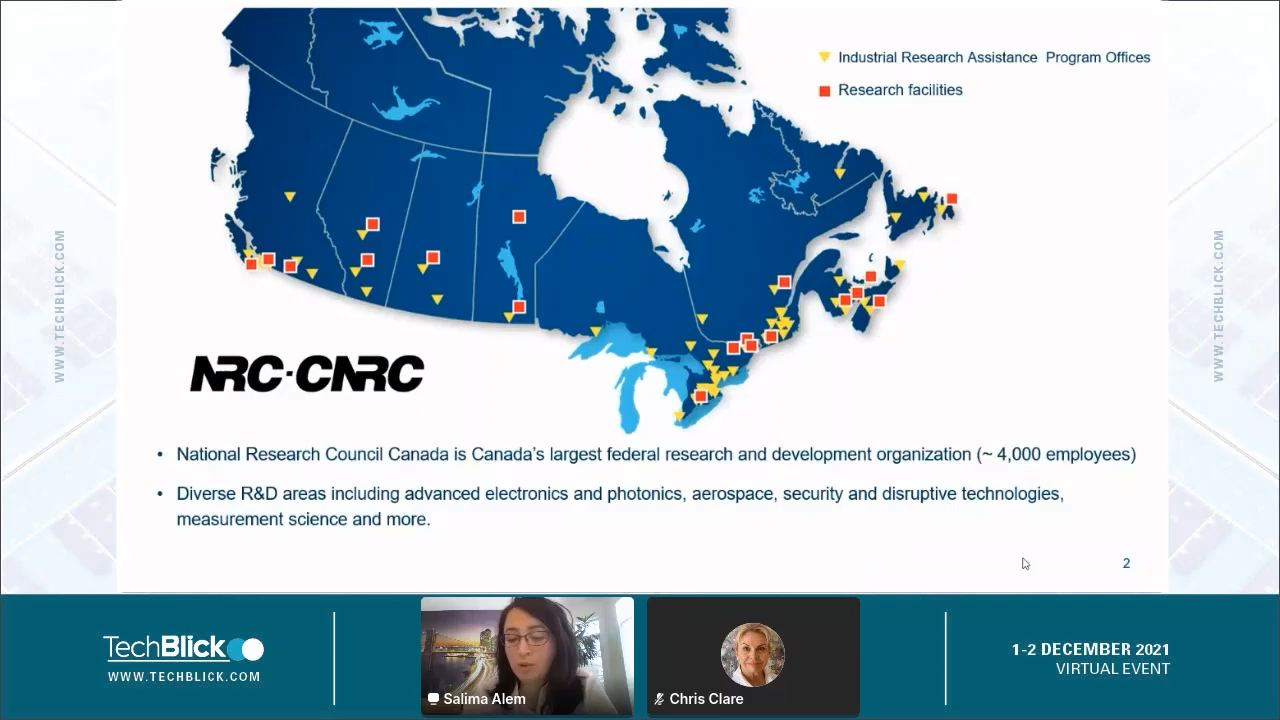 Industrial Research Assistance Program Offices
Research facilities
WWW.TECHBLICK.COM
WWW.TECHBLICK.COM
NRC·CNRC
• National Research Council Canada is Canada's largest federal research and development organization (~ 4,000 employees)
• Diverse R&D areas including advanced electronics and photonics, aerospace, security and disruptive technologies,
measurement science and more.
2
TechBlick
WWW.TECHBLICK.COM
Salima Alem
Chris Clare
1-2 DECEMBER 2021
VIRTUAL EVENT